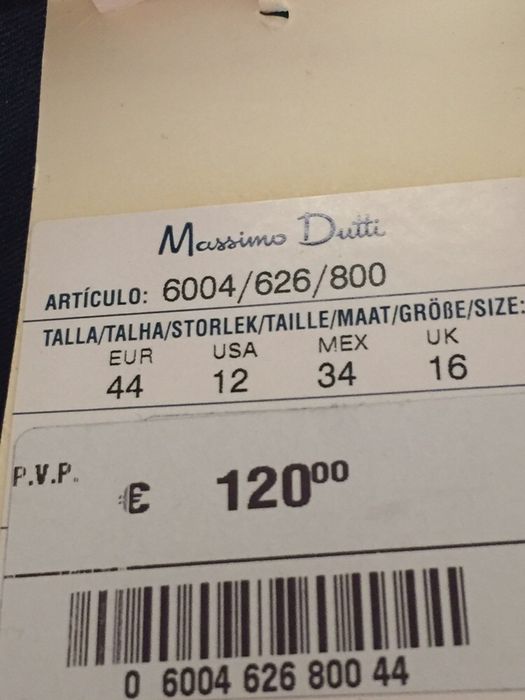 Massimo Dutti
ARTÍCULO: 6004/626/800
TALLA/TALHA/STORLEK/TAILLE/MAAT/GRÖßE/SIZE:
EUR USA MEX UK
44 12 34 16
P.V.P. € 120⁰⁰
0 6004 626 800 44